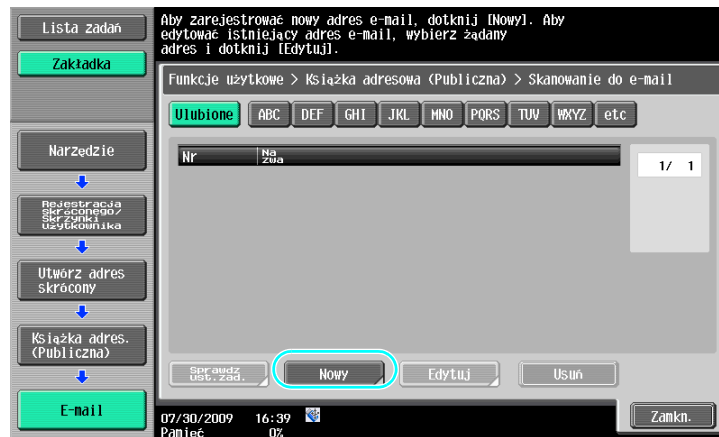 Lista zadań
Zakładka
Aby zarejestrować nowy adres e-mail, dotknij [Nowy]. Aby
edytować istniejący adres e-mail, wybierz żądany
adres i dotknij [Edytuj].
Funkcje użytkowe > Książka adresowa (Publiczna) > Skanowanie do e-mail
Ulubione ABC DEF GHI JKL MNO PQRS TUV WXYZ etc
Nr Na
zwa
1/ 1
Narzędzie
Rejestracja
skróconego/
Skrzynki
użytkownika
Utwórz adres
skrócony
Książka adres.
(Publiczna)
E-mail
Sprawdz
ust.zad.
Nowy
Edytuj
Usuń
07/30/2009 16:39
Pamięć 0%
Zamkn.